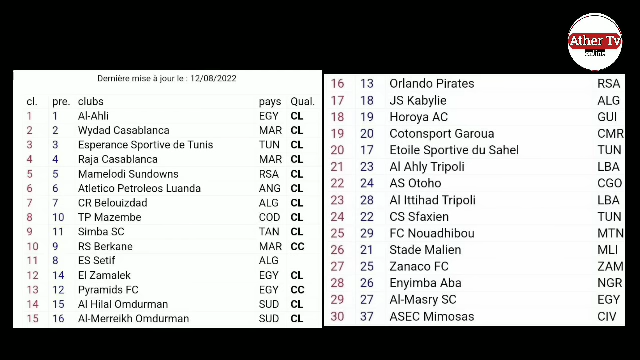 Ather Tv
online
Dernière mise à jour le : 12/08/2022
cl. pre. clubs pays Qual.
1 1 Al-Ahli EGY CL
2 2 Wydad Casablanca MAR CL
3 3 Esperance Sportive de Tunis TUN CL
4 4 Raja Casablanca MAR CL
5 5 Mamelodi Sundowns RSA CL
6 6 Atletico Petroleos Luanda ANG CL
7 7 CR Belouizdad ALG CL
8 10 TP Mazembe COD CL
9 11 Simba SC TAN CL
10 9 RS Berkane MAR CC
11 8 ES Setif ALG
12 14 El Zamalek EGY CL
13 12 Pyramids FC EGY CC
14 15 Al Hilal Omdurman SUD CL
15 16 Al-Merreikh Omdurman SUD CL
16 13 Orlando Pirates RSA
17 18 JS Kabylie ALG
18 19 Horoya AC GUI
19 20 Cotonsport Garoua CMR
20 17 Etoile Sportive du Sahel TUN
21 23 Al Ahly Tripoli LBA
22 24 AS Otoho CGO
23 28 Al Ittihad Tripoli LBA
24 22 CS Sfaxien TUN
25 29 FC Nouadhibou MTN
26 21 Stade Malien MLI
27 25 Zanaco FC ZAM
28 26 Enyimba Aba NGR
29 27 Al-Masry SC EGY
30 37 ASEC Mimosas CIV